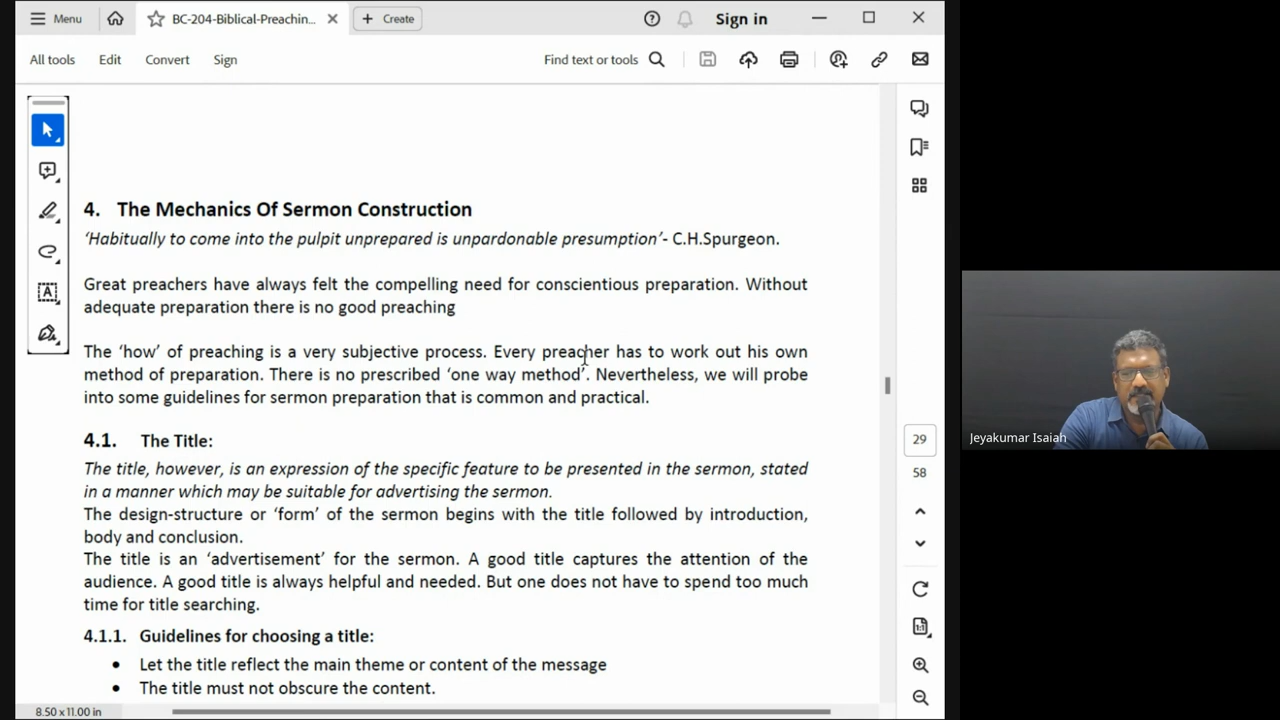 Menu
BC-204-Biblical-Preachin...
Create
Sign in
All tools
Edit
Convert
Sign
Find text or tools
4. The Mechanics Of Sermon Construction
‘Habitually to come into the pulpit unprepared is unpardonable presumption’- C.H.Spurgeon.
Great preachers have always felt the compelling need for conscientious preparation. Without
adequate preparation there is no good preaching
The ‘how’ of preaching is a very subjective process. Every preacher has to work out his own
method of preparation. There is no prescribed ‘one way method’. Nevertheless, we will probe
into some guidelines for sermon preparation that is common and practical.
4.1. The Title:
The title, however, is an expression of the specific feature to be presented in the sermon, stated
in a manner which may be suitable for advertising the sermon.
The design-structure or ‘form’ of the sermon begins with the title followed by introduction,
body and conclusion.
The title is an ‘advertisement’ for the sermon. A good title captures the attention of the
audience. A good title is always helpful and needed. But one does not have to spend too much
time for title searching.
4.1.1. Guidelines for choosing a title:
• Let the title reflect the main theme or content of the message
• The title must not obscure the content.
8.50 x 11.00 in
29
58
1:1
Jeyakumar Isaiah